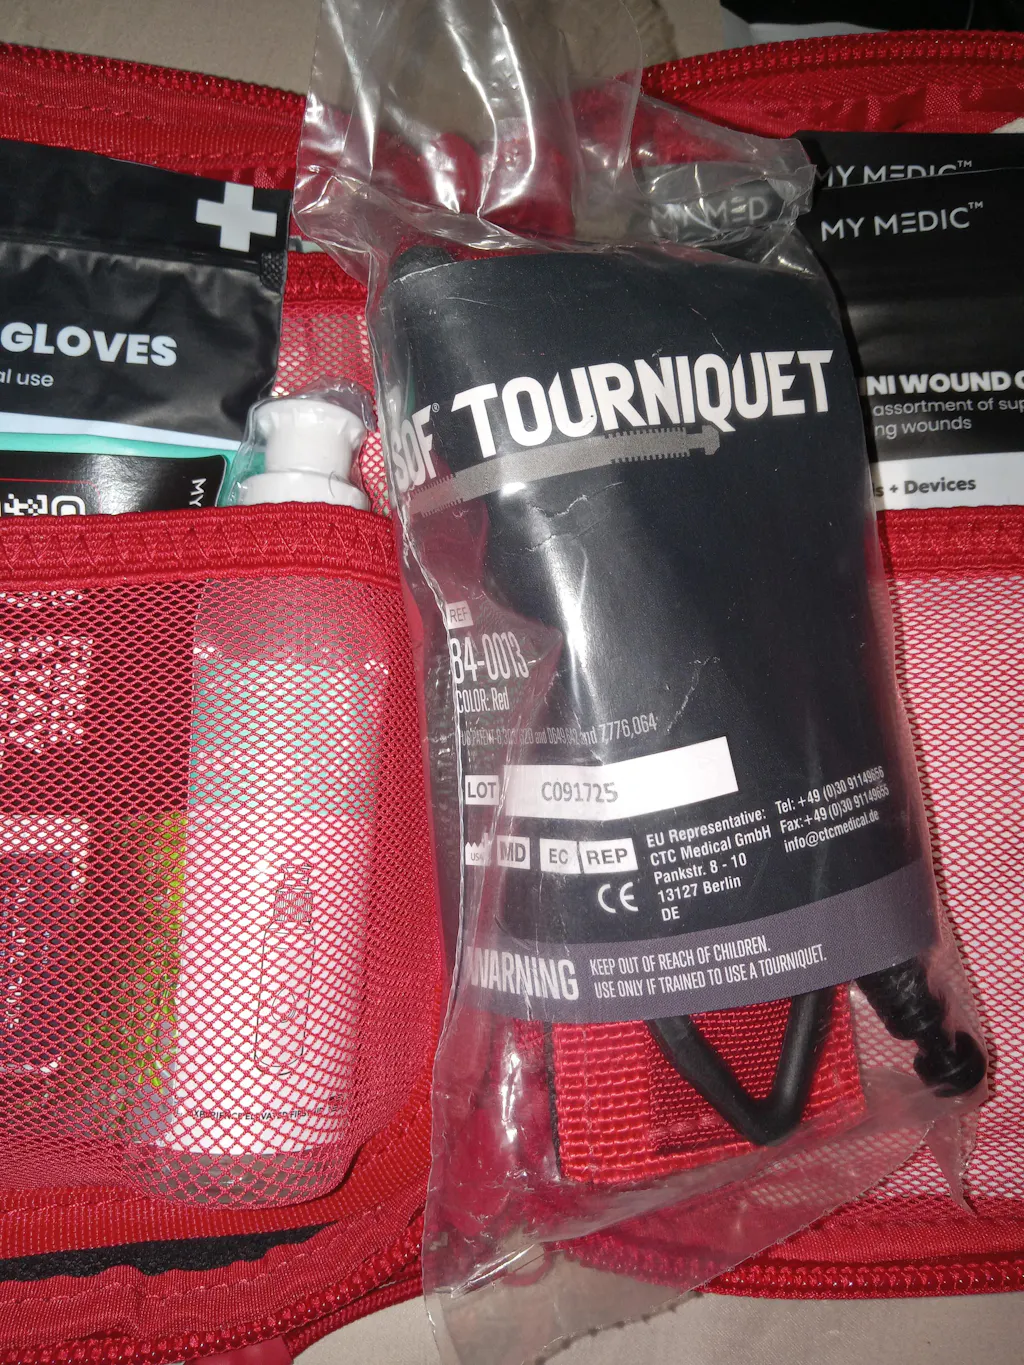 MY MEDIC™
MY MEDIC™
GLOVES
al use
MY
SOF® TOURNIQUET
NI WOUND C
assortment of sup
ng wounds
s + Devices
REF
84-0013
COLOR: Red
and 7,776,064
LOT C091725
USA MD EC REP
EU Representative:
CTC Medical GmbH
Pankstr. 8 - 10
13127 Berlin
DE
Tel: +49 (0)30 91149656
Fax: +49 (0)30 91149655
info@ctcmedical.de
CE
WARNING
KEEP OUT OF REACH OF CHILDREN.
USE ONLY IF TRAINED TO USE A TOURNIQUET.